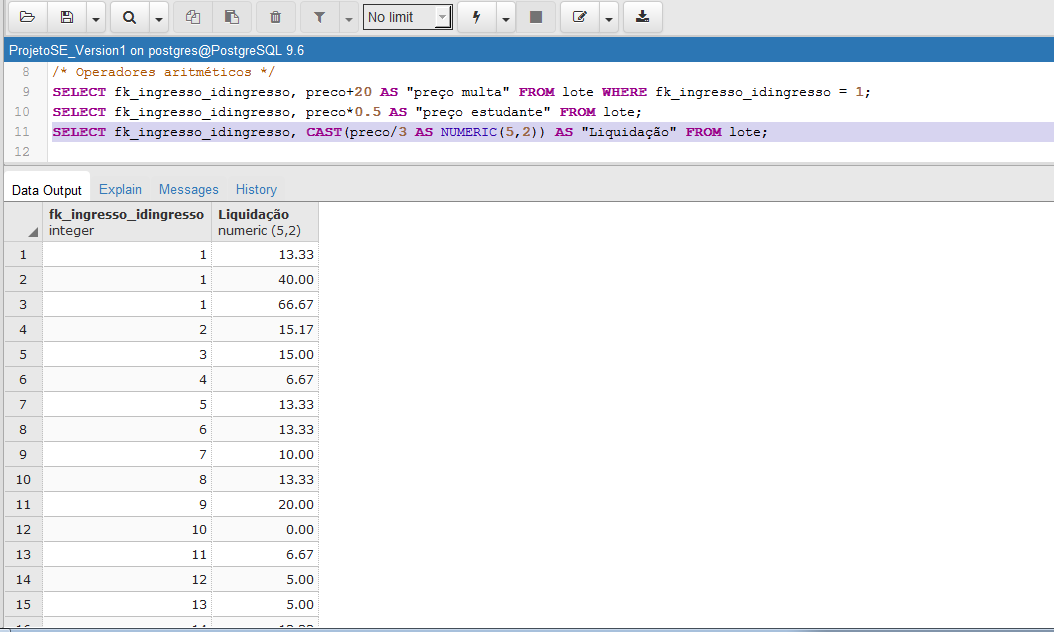 No limit
ProjetoSE_Version1 on postgres@PostgreSQL 9.6
8 /* Operadores aritméticos */
9 SELECT fk_ingresso_idingresso, preco+20 AS "preço multa" FROM lote WHERE fk_ingresso_idingresso = 1;
10 SELECT fk_ingresso_idingresso, preco*0.5 AS "preço estudante" FROM lote;
11 SELECT fk_ingresso_idingresso, CAST(preco/3 AS NUMERIC(5,2)) AS "Liquidação" FROM lote;
12
Data Output Explain Messages History
fk_ingresso_idingresso Liquidação
integer numeric (5,2)
1 1 13.33
2 1 40.00
3 1 66.67
4 2 15.17
5 3 15.00
6 4 6.67
7 5 13.33
8 6 13.33
9 7 10.00
10 8 13.33
11 9 20.00
12 10 0.00
13 11 6.67
14 12 5.00
15 13 5.00